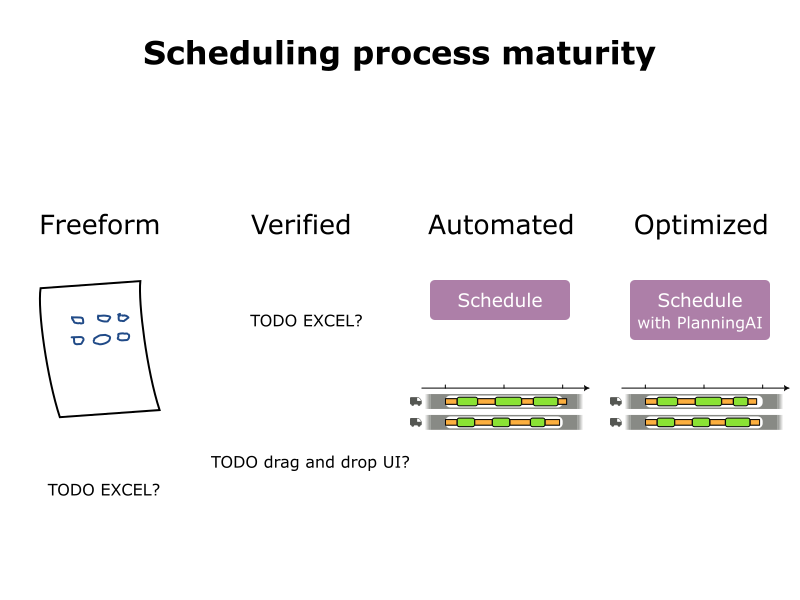 Scheduling process maturity
Freeform
Verified
Automated
Optimized
TODO EXCEL?
Schedule
Schedule
with PlanningAI
TODO drag and drop UI?
TODO EXCEL?